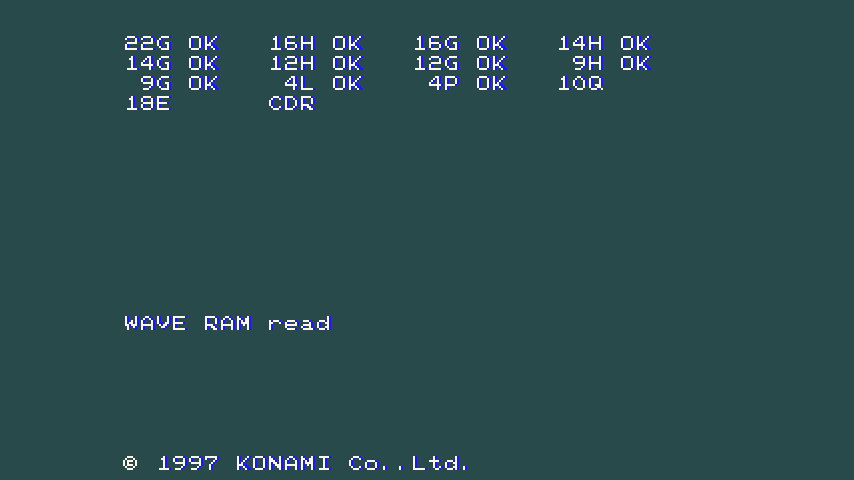 22G OK 16H OK 16G OK 14H OK
14G OK 12H OK 12G OK 9H OK
9G OK 4L OK 4P OK 10Q
18E CDR
WAVE RAM read
© 1997 KONAMI Co.,Ltd.